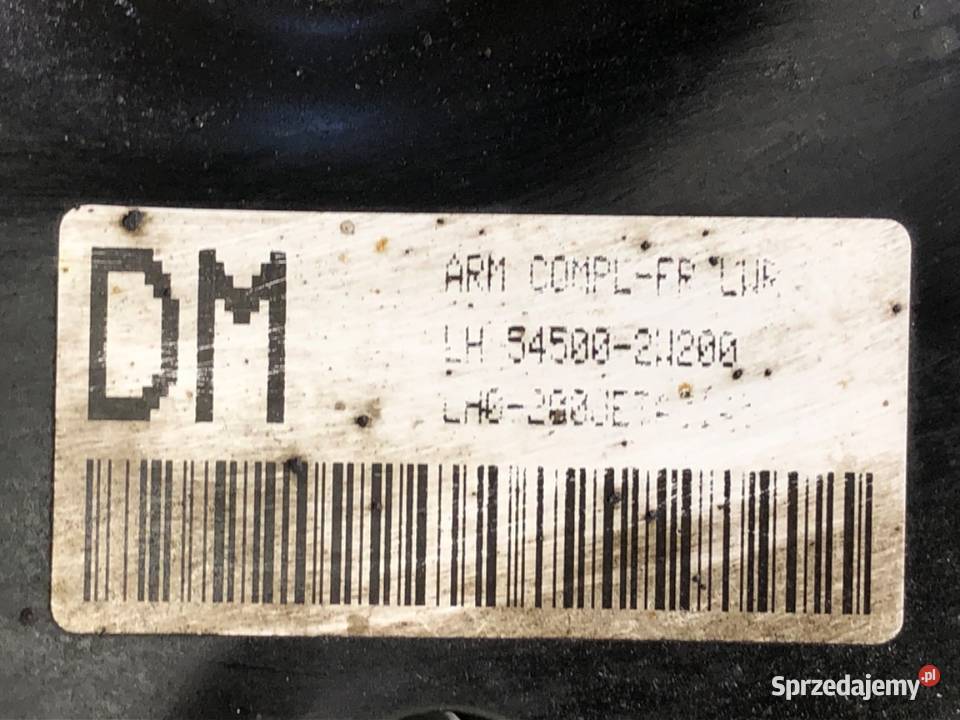 DM
ARM COMPL-FR LWR
LH 54500-2W200
Sprzedajemy.pl